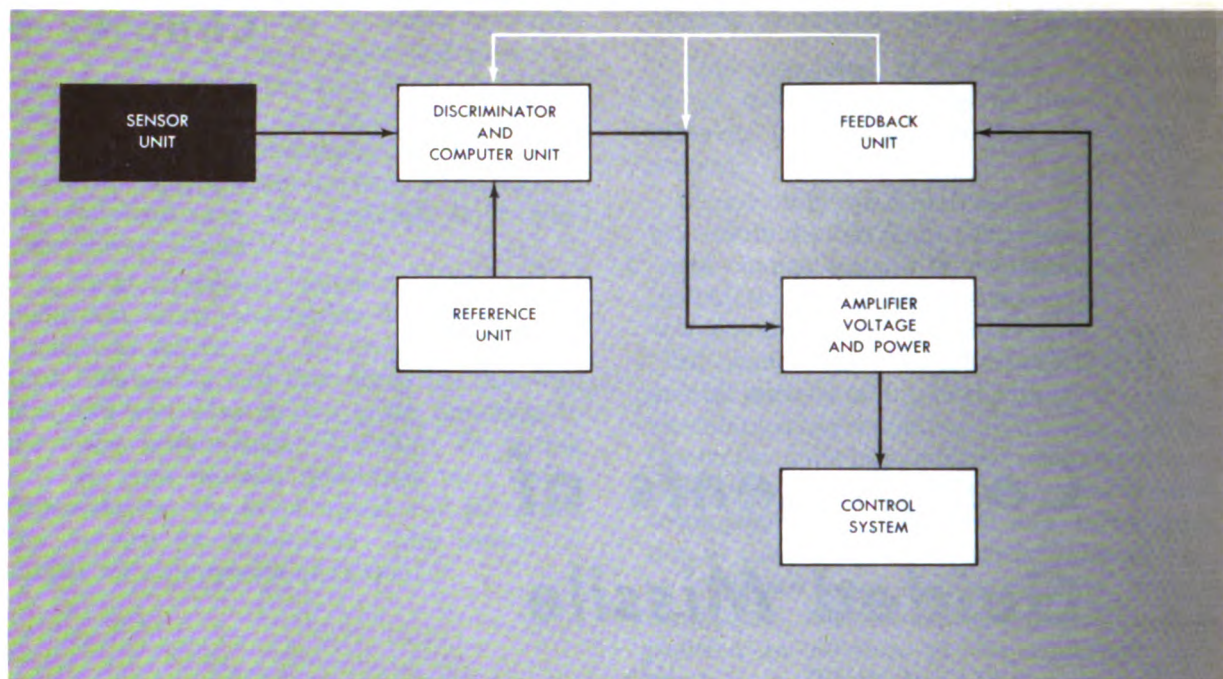 SENSOR
UNIT
DISCRIMINATOR
AND
COMPUTER UNIT
FEEDBACK
UNIT
REFERENCE
UNIT
AMPLIFIER
VOLTAGE
AND POWER
CONTROL
SYSTEM